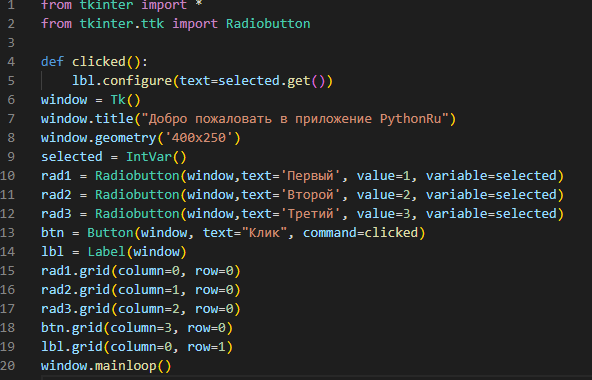 1 from tkinter import *
2 from tkinter.ttk import Radiobutton
3
4 def clicked():
5     lbl.configure(text=selected.get())
6 window = Tk()
7 window.title("Добро пожаловать в приложение PythonRu")
8 window.geometry('400x250')
9 selected = IntVar()
10 rad1 = Radiobutton(window,text='Первый', value=1, variable=selected)
11 rad2 = Radiobutton(window,text='Второй', value=2, variable=selected)
12 rad3 = Radiobutton(window,text='Третий', value=3, variable=selected)
13 btn = Button(window, text="Клик", command=clicked)
14 lbl = Label(window)
15 rad1.grid(column=0, row=0)
16 rad2.grid(column=1, row=0)
17 rad3.grid(column=2, row=0)
18 btn.grid(column=3, row=0)
19 lbl.grid(column=0, row=1)
20 window.mainloop()